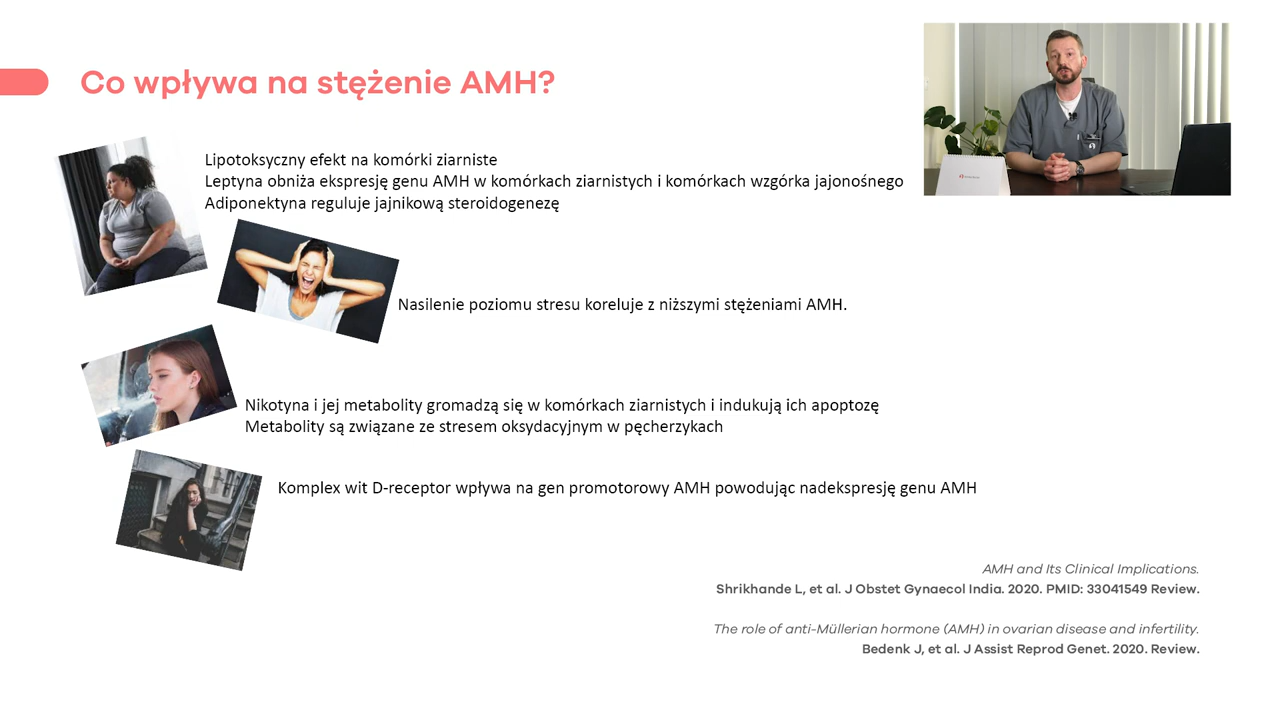 Co wpływa na stężenie AMH?
Lipotoksyczny efekt na komórki ziarniste
Leptyna obniża ekspresję genu AMH w komórkach ziarnistych i komórkach wzgórka jajonośnego
Adiponektyna reguluje jajnikową steroidogenezę
Nasilenie poziomu stresu koreluje z niższymi stężeniami AMH.
Nikotyna i jej metabolity gromadzą się w komórkach ziarnistych i indukują ich apoptozę
Metabolity są związane ze stresem oksydacyjnym w pęcherzykach
Komplex wit D-receptor wpływa na gen promotorowy AMH powodując nadekspresję genu AMH
AMH and Its Clinical Implications.
Shrikhande L, et al. J Obstet Gynaecol India. 2020. PMID: 33041549 Review.
The role of anti-Müllerian hormone (AMH) in ovarian disease and infertility.
Bedenk J, et al. J Assist Reprod Genet. 2020. Review.